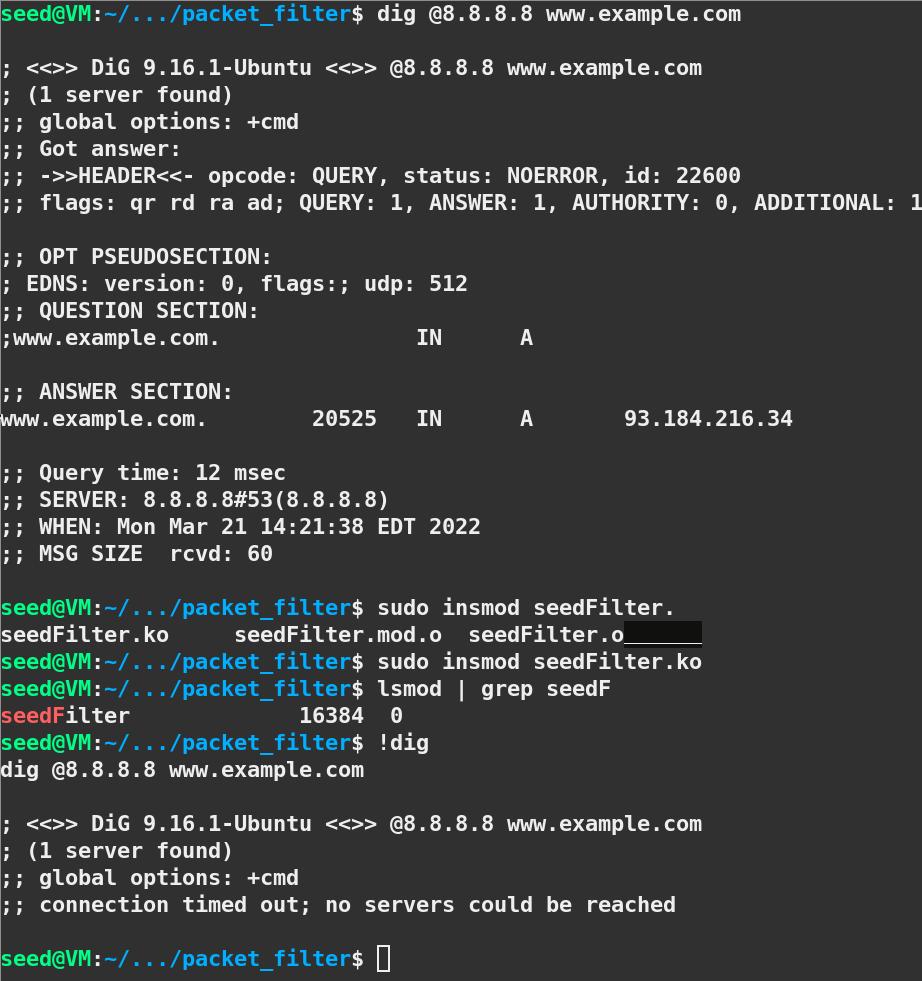 seed@VM:~/.../packet_filter$ dig @8.8.8.8 www.example.com
; <<>> DiG 9.16.1-Ubuntu <<>> @8.8.8.8 www.example.com
; (1 server found)
;; global options: +cmd
;; Got answer:
;; ->>HEADER<<- opcode: QUERY, status: NOERROR, id: 22600
;; flags: qr rd ra ad; QUERY: 1, ANSWER: 1, AUTHORITY: 0, ADDITIONAL: 1
;; OPT PSEUDOSECTION:
; EDNS: version: 0, flags:; udp: 512
;; QUESTION SECTION:
;www.example.com.               IN      A
;; ANSWER SECTION:
www.example.com.        20525   IN      A       93.184.216.34
;; Query time: 12 msec
;; SERVER: 8.8.8.8#53(8.8.8.8)
;; WHEN: Mon Mar 21 14:21:38 EDT 2022
;; MSG SIZE  rcvd: 60
seed@VM:~/.../packet_filter$ sudo insmod seedFilter.
seedFilter.ko     seedFilter.mod.o  seedFilter.o
seed@VM:~/.../packet_filter$ sudo insmod seedFilter.ko
seed@VM:~/.../packet_filter$ lsmod | grep seedF
seedFilter             16384  0
seed@VM:~/.../packet_filter$ !dig
dig @8.8.8.8 www.example.com
; <<>> DiG 9.16.1-Ubuntu <<>> @8.8.8.8 www.example.com
; (1 server found)
;; global options: +cmd
;; connection timed out; no servers could be reached
seed@VM:~/.../packet_filter$